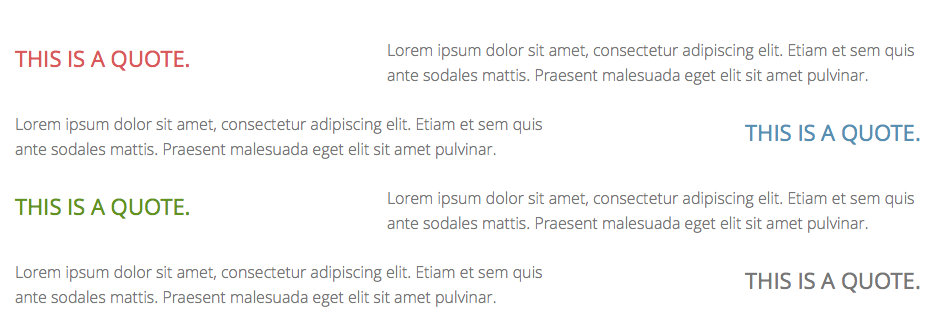 THIS IS A QUOTE.
Lorem ipsum dolor sit amet, consectetur adipiscing elit. Etiam et sem quis
ante sodales mattis. Praesent malesuada eget elit sit amet pulvinar.
Lorem ipsum dolor sit amet, consectetur adipiscing elit. Etiam et sem quis
ante sodales mattis. Praesent malesuada eget elit sit amet pulvinar.
THIS IS A QUOTE.
THIS IS A QUOTE.
Lorem ipsum dolor sit amet, consectetur adipiscing elit. Etiam et sem quis
ante sodales mattis. Praesent malesuada eget elit sit amet pulvinar.
Lorem ipsum dolor sit amet, consectetur adipiscing elit. Etiam et sem quis
ante sodales mattis. Praesent malesuada eget elit sit amet pulvinar.
THIS IS A QUOTE.